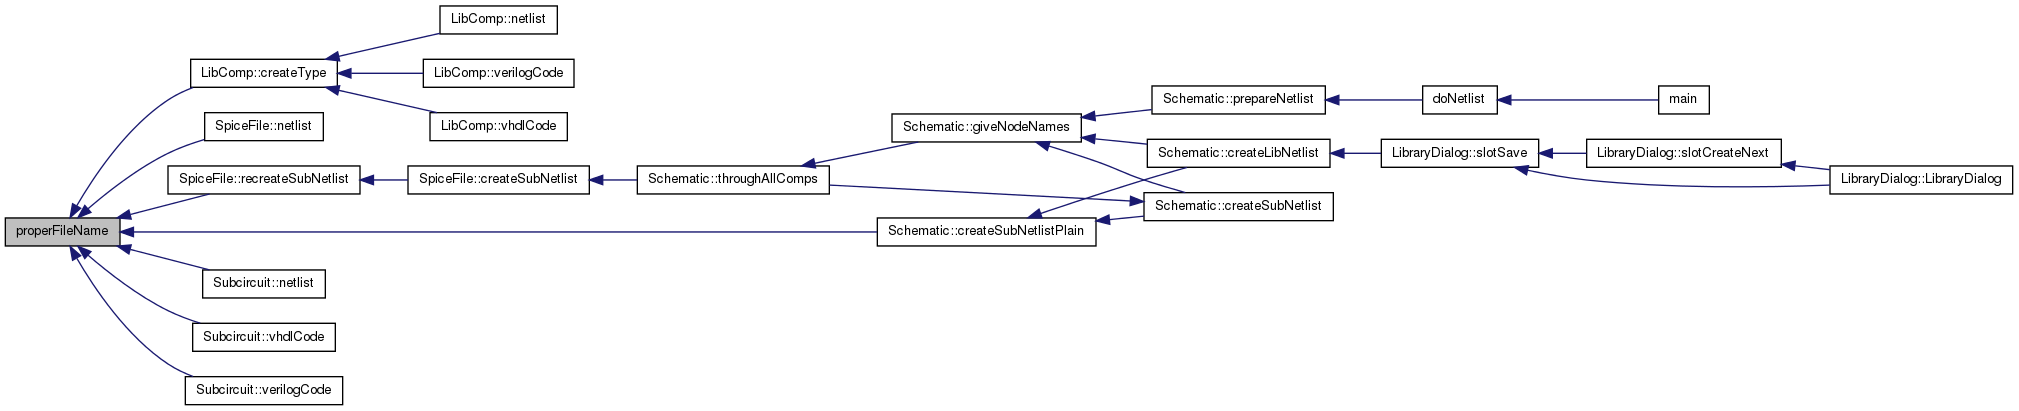 LibComp::netlist
LibComp::createType
LibComp::verilogCode
LibComp::vhdlCode
SpiceFile::netlist
SpiceFile::recreateSubNetlist
SpiceFile::createSubNetlist
Schematic::throughAllComps
Schematic::giveNodeNames
Schematic::prepareNetlist
doNetlist
main
Schematic::createLibNetlist
LibraryDialog::slotSave
LibraryDialog::slotCreateNext
LibraryDialog::LibraryDialog
Schematic::createSubNetlist
properFileName
Schematic::createSubNetlistPlain
Subcircuit::netlist
Subcircuit::vhdlCode
Subcircuit::verilogCode